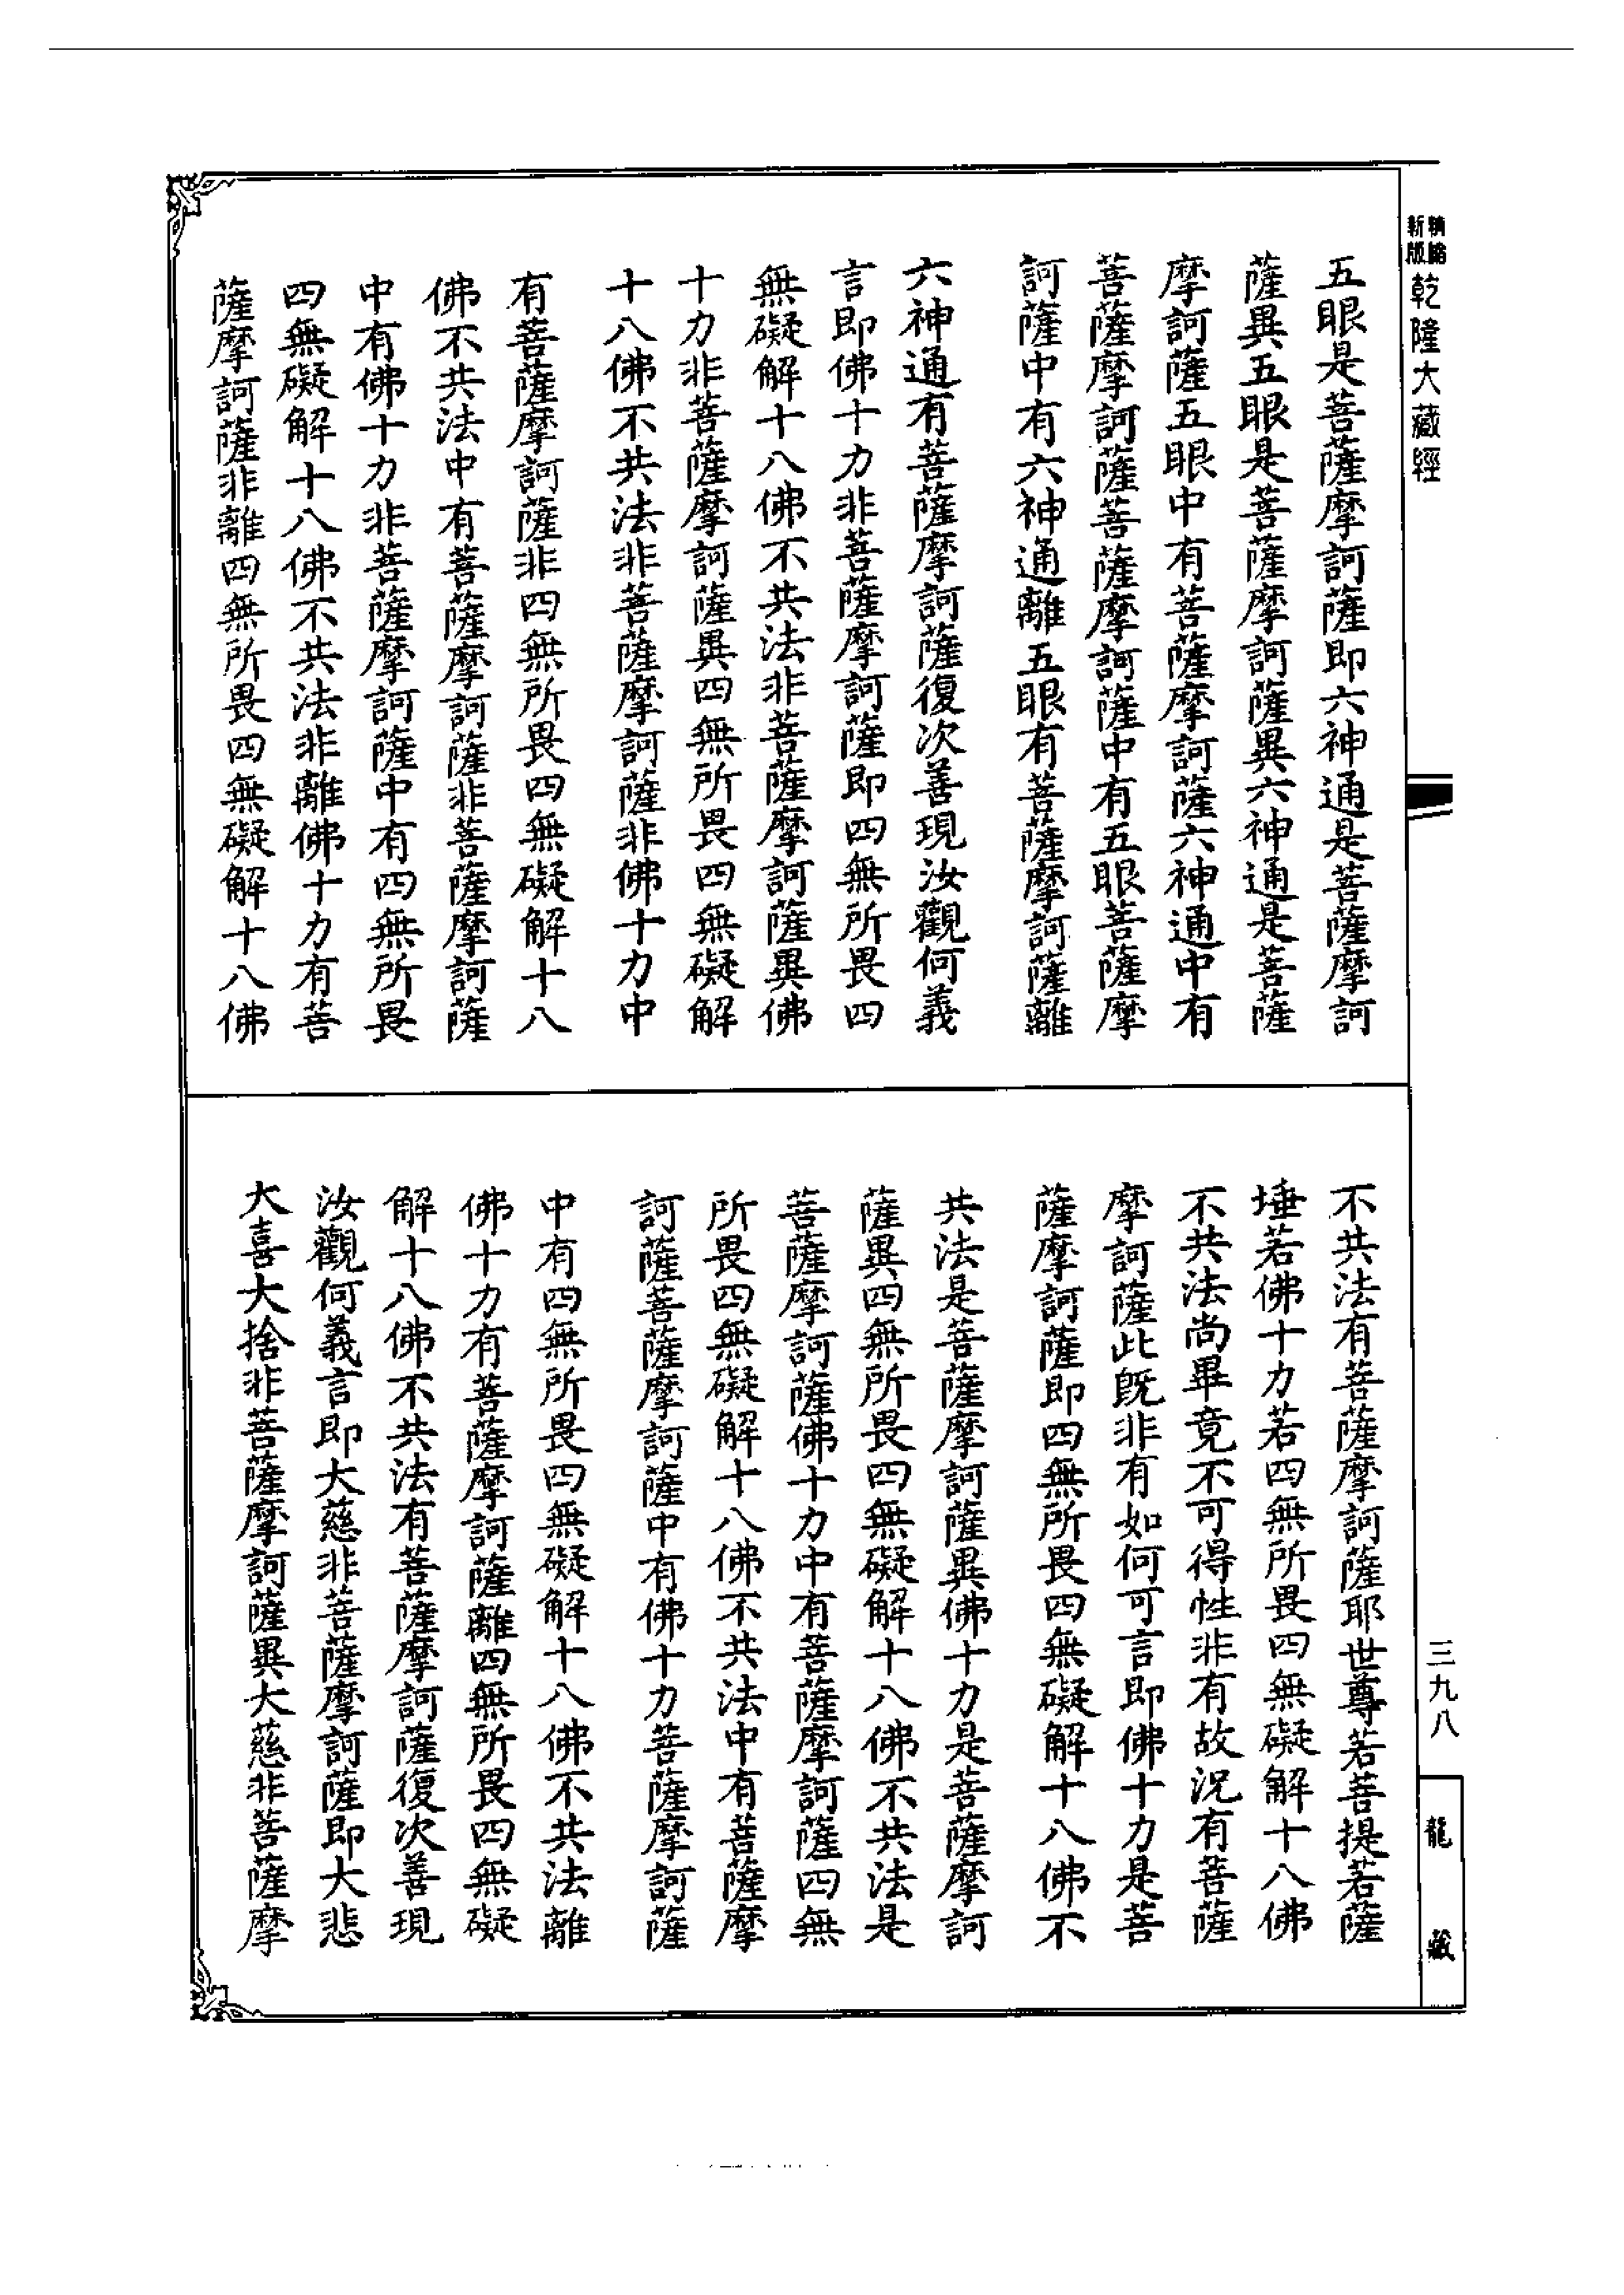 精縮新版
乾隆大藏經
五眼是菩薩摩訶薩即六神通是菩薩摩訶
薩異五眼是菩薩摩訶薩異六神通是菩薩
摩訶薩五眼中有菩薩摩訶薩六神通中有
菩薩摩訶薩菩薩摩訶薩中有五眼菩薩摩
訶薩中有六神通離五眼有菩薩摩訶薩離
六神通有菩薩摩訶薩復次善現汝觀何義
言即佛十力非菩薩摩訶薩即四無所畏四
無礙解十八佛不共法非菩薩摩訶薩異佛
十力非菩薩摩訶薩異四無所畏四無礙解
十八佛不共法非菩薩摩訶薩非佛十力中
有菩薩摩訶薩非四無所畏四無礙解十八
佛不共法中有菩薩摩訶薩非菩薩摩訶薩
中有佛十力非菩薩摩訶薩中有四無所畏
四無礙解十八佛不共法非離佛十力有菩
薩摩訶薩非離四無所畏四無礙解十八佛
不共法有菩薩摩訶薩耶世尊若菩提若薩
埵若佛十力若四無所畏四無礙解十八佛
不共法尚畢竟不可得性非有故況有菩薩
摩訶薩此既非有如何可言即佛十力是菩
薩摩訶薩即四無所畏四無礙解十八佛不
共法是菩薩摩訶薩異佛十力是菩薩摩訶
薩異四無所畏四無礙解十八佛不共法是
菩薩摩訶薩佛十力中有菩薩摩訶薩四無
所畏四無礙解十八佛不共法中有菩薩摩
訶薩菩薩摩訶薩中有佛十力菩薩摩訶薩
中有四無所畏四無礙解十八佛不共法離
佛十力有菩薩摩訶薩離四無所畏四無礙
解十八佛不共法有菩薩摩訶薩復次善現
汝觀何義言即大慈非菩薩摩訶薩即大悲
大喜大捨非菩薩摩訶薩異大慈非菩薩摩
三九八
龍藏